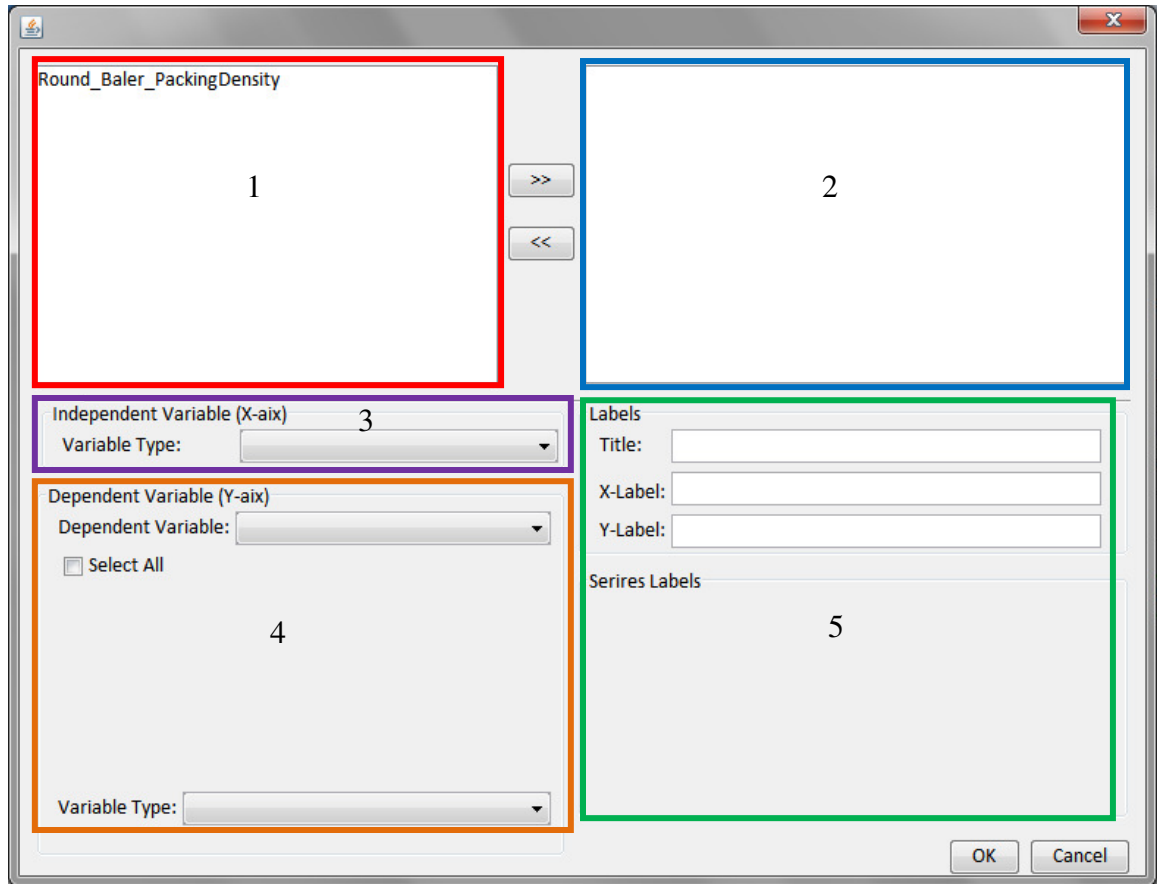 x
Round_Baler_PackingDensity
1
>>
<<
2
Independent Variable (X-aix)
3
Variable Type:
Dependent Variable (Y-aix)
Dependent Variable:
Select All
4
Variable Type:
Labels
Title:
X-Label:
Y-Label:
Serires Labels
5
OK
Cancel